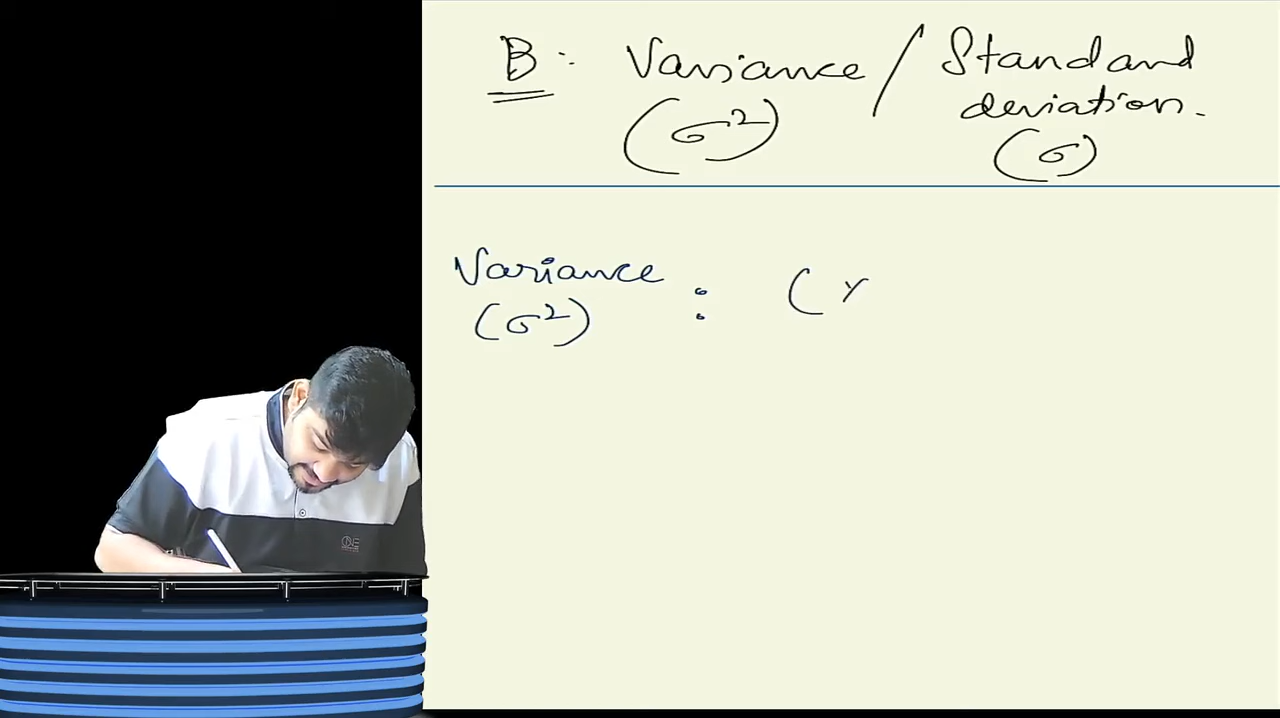 B : Variance / Standard
deviation.
(σ²) (σ)
Variance : (x
(σ²)